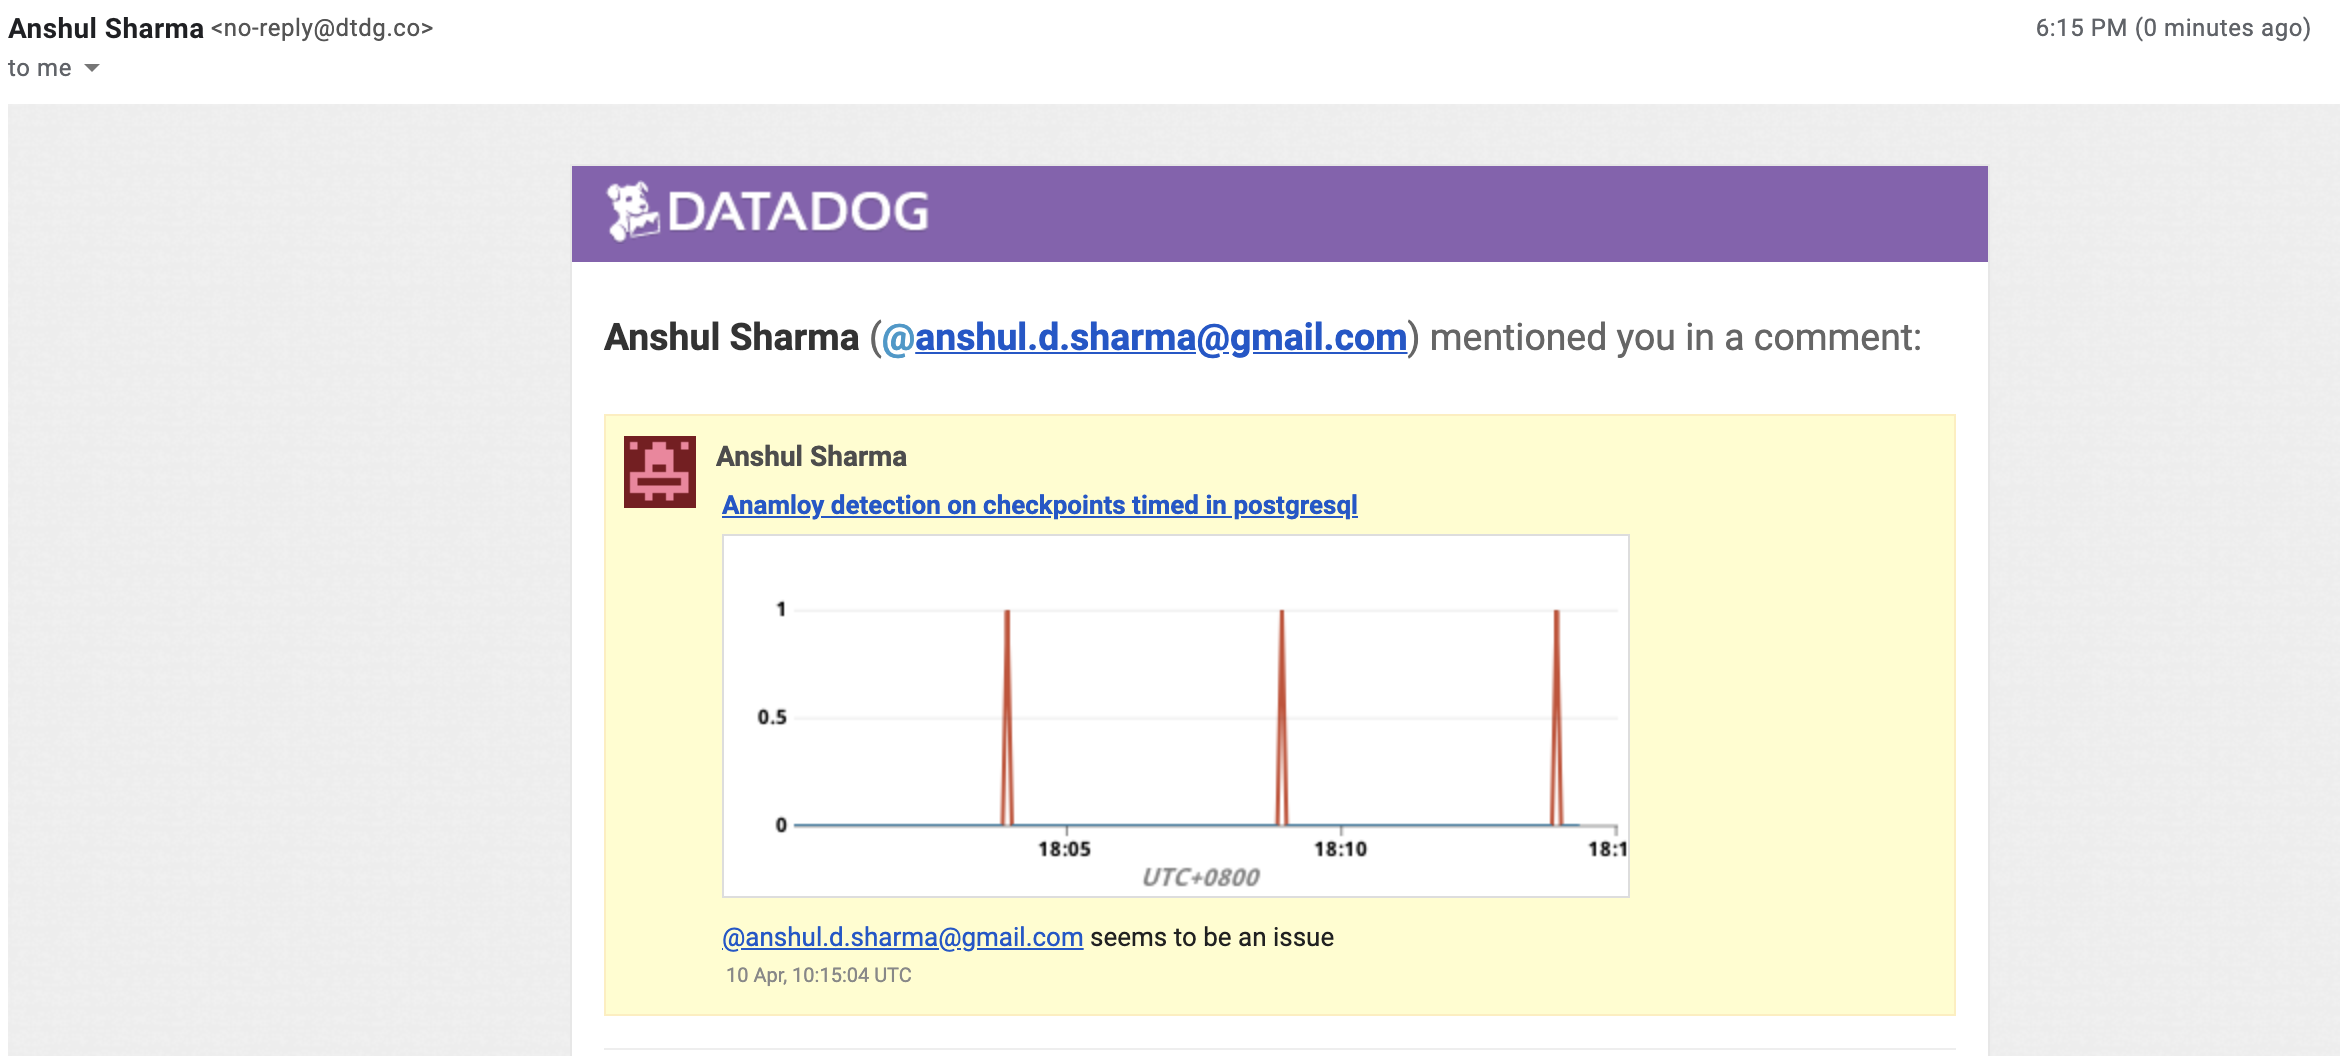 Anshul Sharma <no-reply@dtdg.co>
6:15 PM (0 minutes ago)
to me
DATADOG
Anshul Sharma (@anshul.d.sharma@gmail.com) mentioned you in a comment:
Anshul Sharma
Anamloy detection on checkpoints timed in postgresql
1
0.5
0
18:05 18:10 18:1
UTC+0800
@anshul.d.sharma@gmail.com seems to be an issue
10 Apr, 10:15:04 UTC